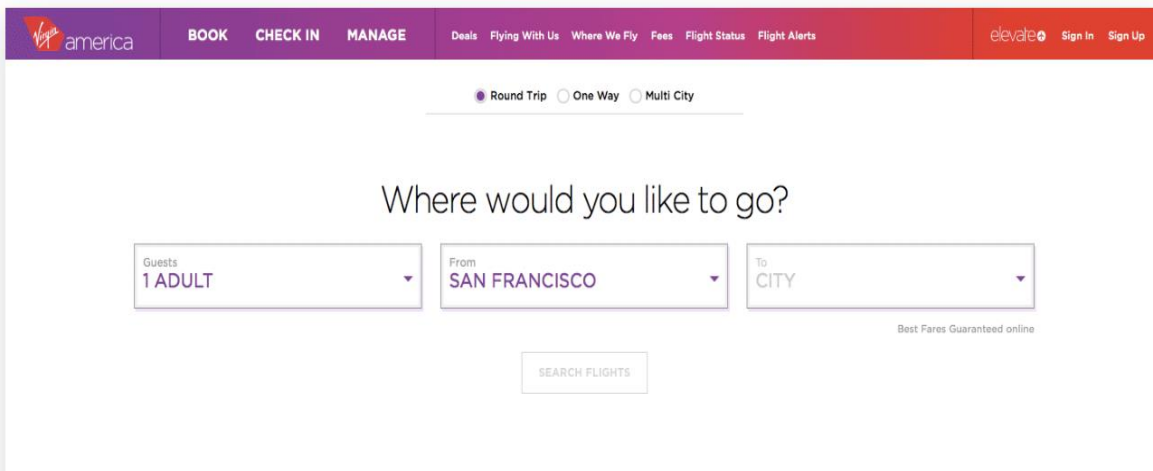 Virgin america BOOK CHECK IN MANAGE Deals Flying With Us Where We Fly Fees Flight Status Flight Alerts elevate Sign In Sign Up
Round Trip One Way Multi City
Where would you like to go?
Guests From To
1 ADULT SAN FRANCISCO CITY
Best Fares Guaranteed online
SEARCH FLIGHTS